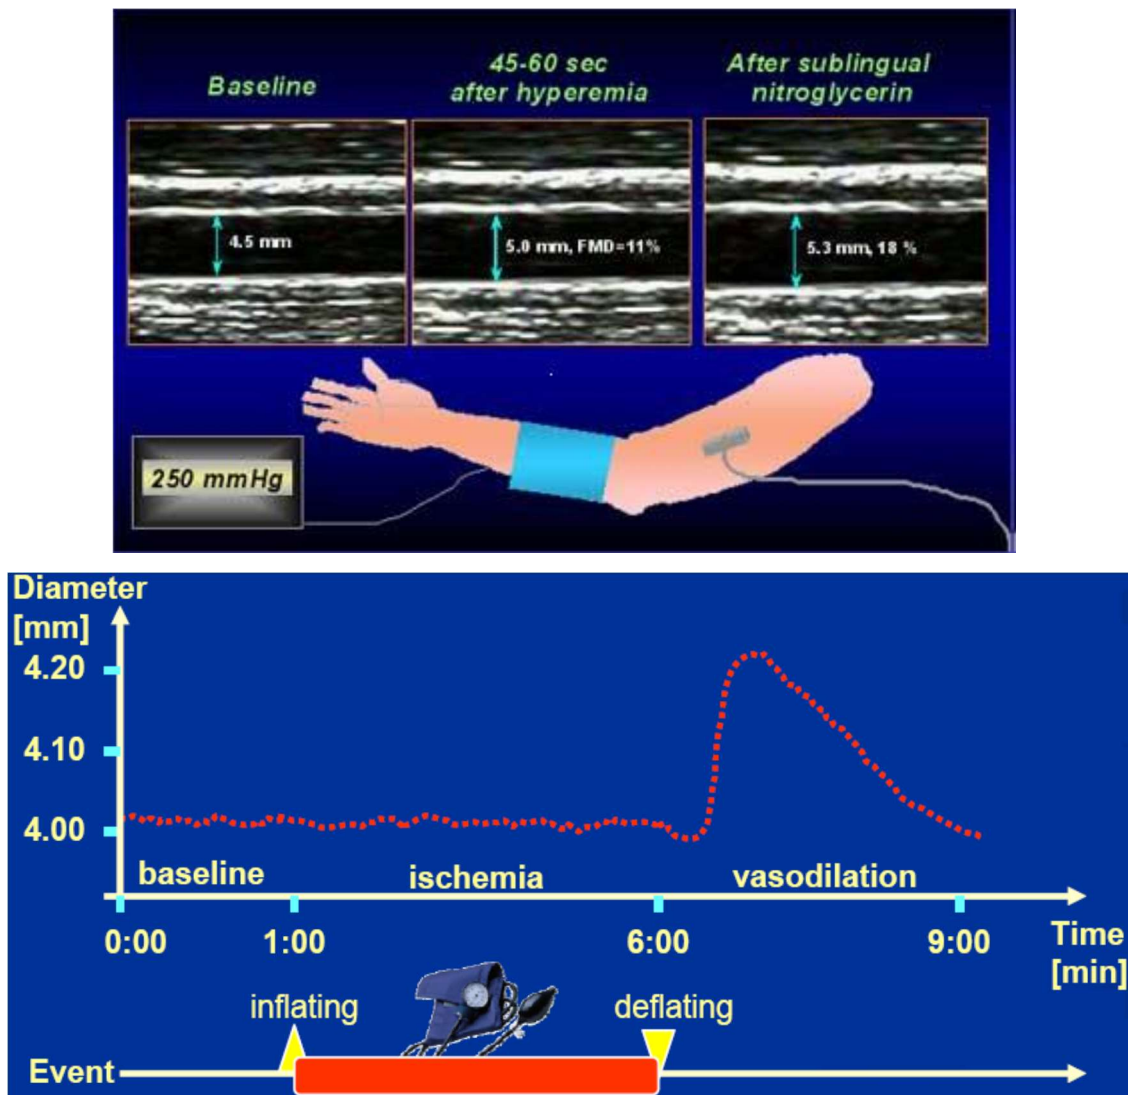 Baseline
45-60 sec
after hyperemia
After sublingual
nitroglycerin
4.5 mm
5.0 mm, FMD=11%
5.3 mm, 18 %
250 mmHg
Diameter
[mm]
4.20
4.10
4.00
baseline
ischemia
vasodilation
0:00
1:00
6:00
9:00
Time
[min]
inflating
deflating
Event